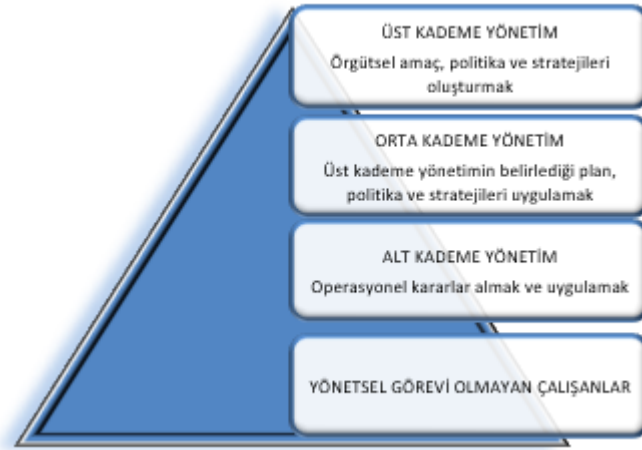 ÜST KADEME YÖNETİM
Örgütsel amaç, politika ve stratejileri
oluşturmak
ORTA KADEME YÖNETİM
Üst kademe yönetimin belirlediği plan,
politika ve stratejileri uygulamak
ALT KADEME YÖNETİM
Operasyonel kararlar almak ve uygulamak
YÖNETSEL GÖREVİ OLMAYAN ÇALIŞANLAR